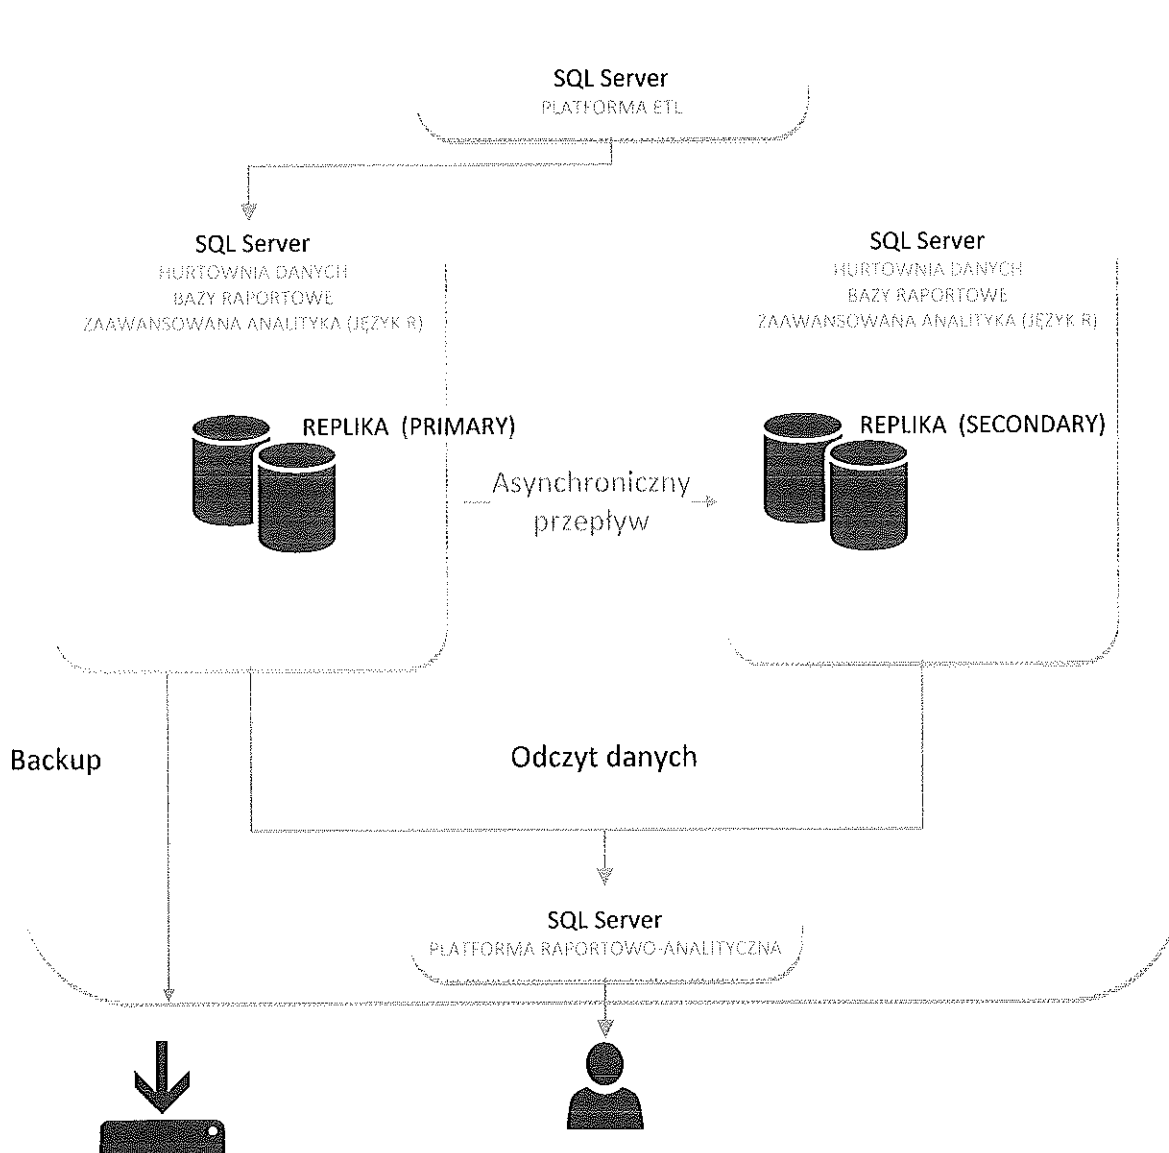 SQL Server
PLATFORMA ETL
SQL Server
HURTOWNIA DANYCH
BAZY RAPORTOWE
ZAAWANSOWANA ANALITYKA (JĘZYK R)
SQL Server
HURTOWNIA DANYCH
BAZY RAPORTOWE
ZAAWANSOWANA ANALITYKA (JĘZYK R)
REPLIKA (PRIMARY)
REPLIKA (SECONDARY)
Asynchroniczny
przepływ
Backup
Odczyt danych
SQL Server
PLATFORMA RAPORTOWO-ANALITYCZNA